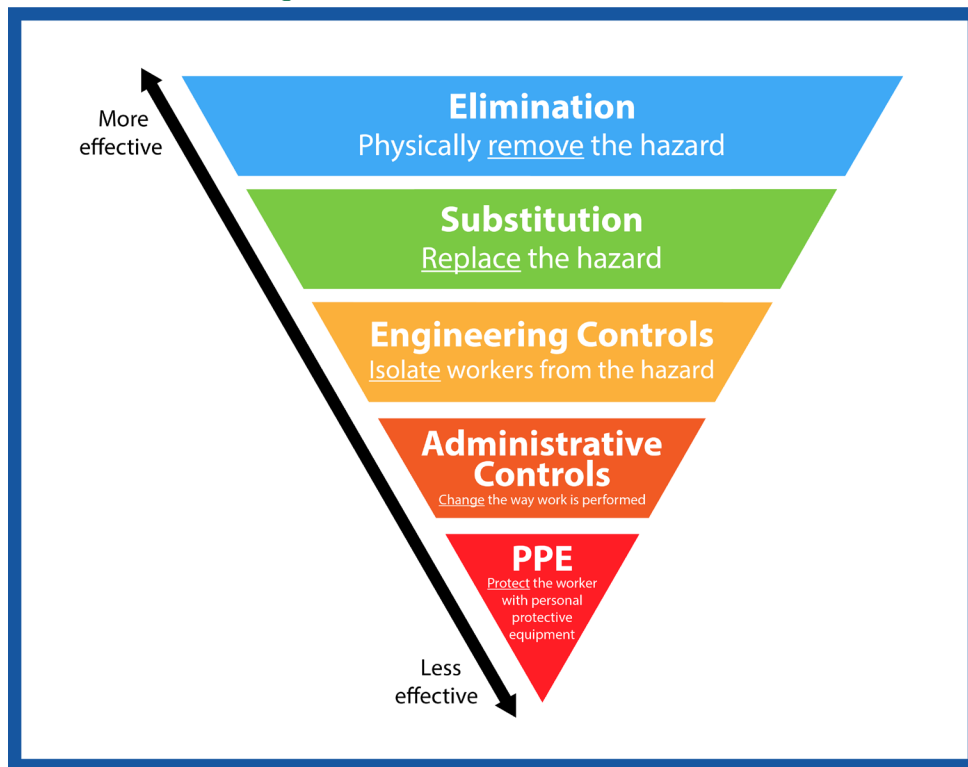 More
effective
Elimination
Physically remove the hazard
Substitution
Replace the hazard
Engineering Controls
Isolate workers from the hazard
Administrative
Controls
Change the way work is performed
PPE
Protect the worker
with personal
protective
equipment
Less
effective